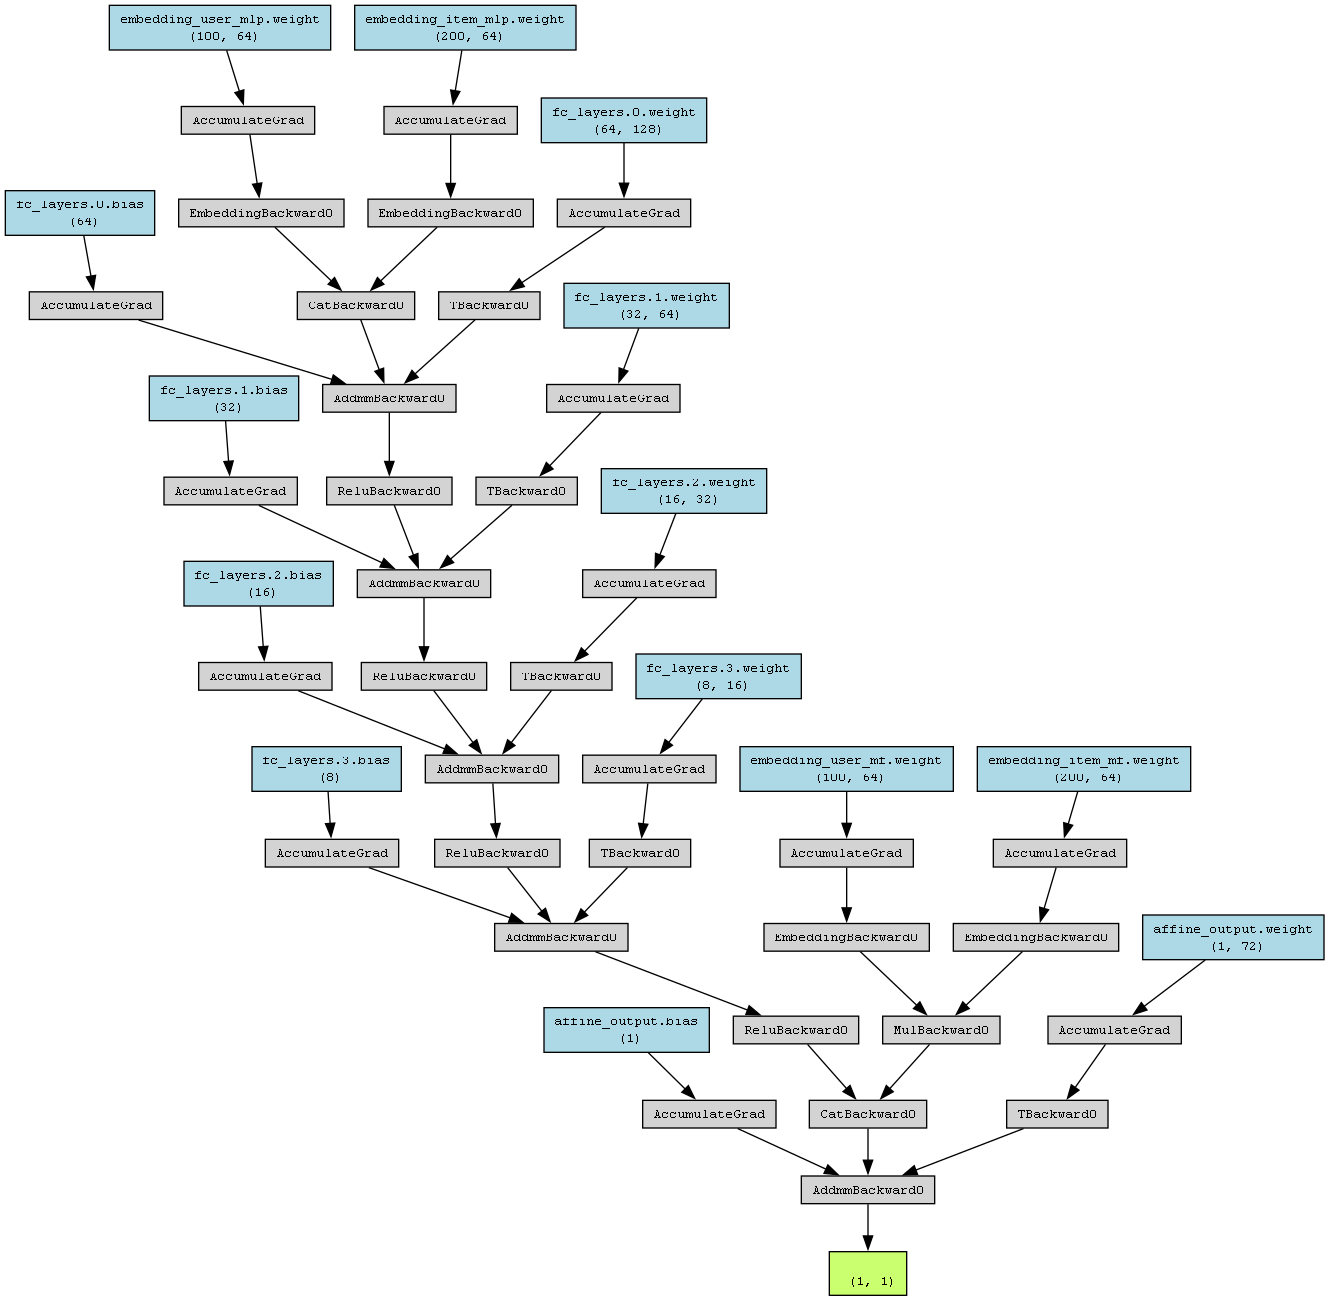 embedding_user_mlp.weight
(100, 64)
embedding_item_mlp.weight
(200, 64)
AccumulateGrad
AccumulateGrad
fc_layers.0.weight
(64, 128)
fc_layers.0.bias
(64)
EmbeddingBackward0
EmbeddingBackward0
AccumulateGrad
AccumulateGrad
CatBackward0
TBackward0
fc_layers.1.weight
(32, 64)
fc_layers.1.bias
(32)
AddmmBackward0
AccumulateGrad
AccumulateGrad
ReluBackward0
TBackward0
fc_layers.2.weight
(16, 32)
fc_layers.2.bias
(16)
AddmmBackward0
AccumulateGrad
AccumulateGrad
ReluBackward0
TBackward0
fc_layers.3.weight
(8, 16)
fc_layers.3.bias
(8)
AddmmBackward0
AccumulateGrad
embedding_user_mf.weight
(100, 64)
embedding_item_mf.weight
(200, 64)
AccumulateGrad
ReluBackward0
TBackward0
AccumulateGrad
AccumulateGrad
AddmmBackward0
EmbeddingBackward0
EmbeddingBackward0
affine_output.weight
(1, 72)
affine_output.bias
(1)
ReluBackward0
MulBackward0
AccumulateGrad
AccumulateGrad
CatBackward0
TBackward0
AddmmBackward0
(1, 1)